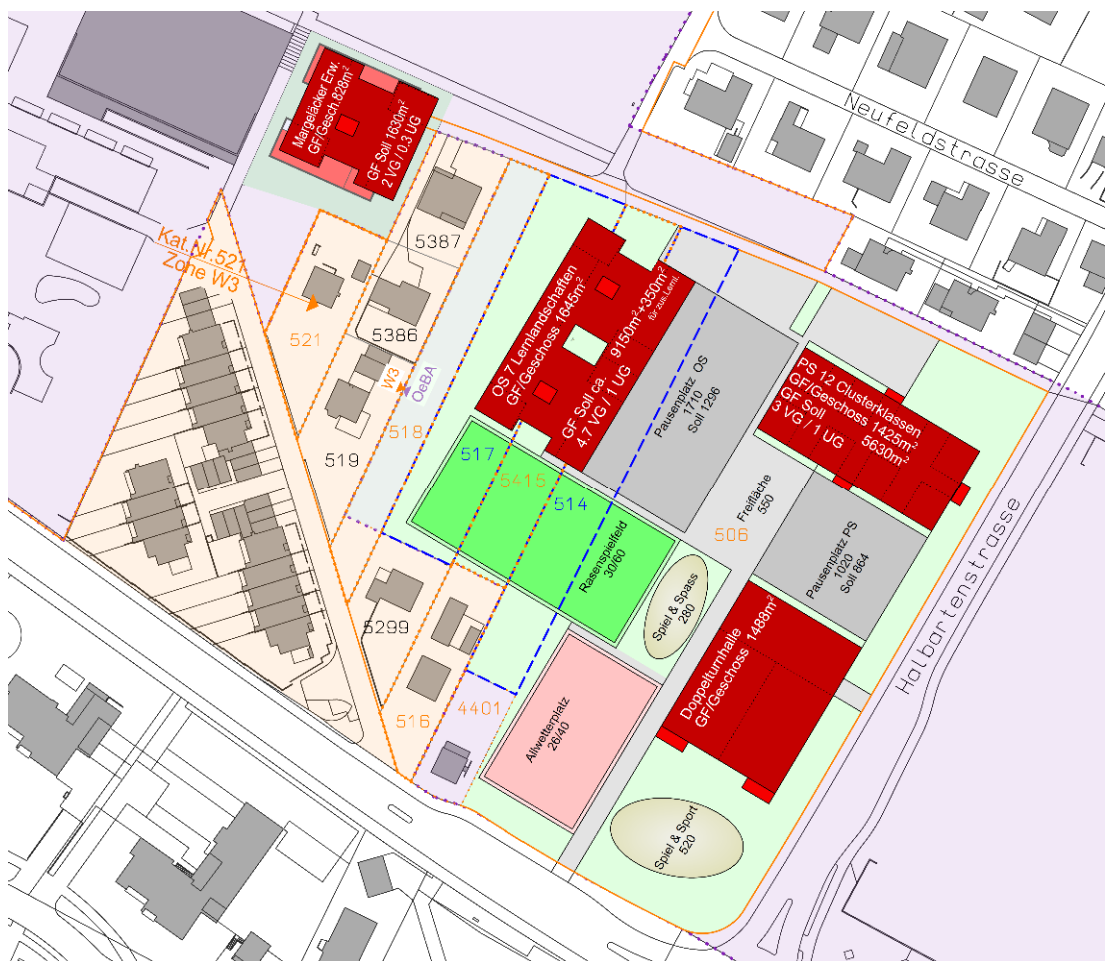 Margeläcker Erw.
GF/Gesch.828m²
GF Soll 1630m²
2 VG / 0.3 UG
Neufeldstrasse
Kat.Nr.521
Zone W3
5387
5386
521
W3
OeBA
518
519
517
5415
514
OS 7 Lernlandschaften
GF/Geschoss 1645m²
GF Soll ca. 9150m²+350m²
für zus.Lernl.
4.7 VG / 1 UG
Pausenplatz OS
1710
Soll 1296
PS 12 Clusterklassen
GF/Geschoss 1425m²
GF Soll 5630m²
3 VG / 1 UG
Freifläche
550
506
Pausenplatz PS
1020
Soll 864
Rasenspielfeld
30/60
Spiel & Spass
280
Doppelturnhalle
GF/Geschoss 1488m²
Halbartenstrasse
5299
516
4401
Allwetterplatz
26/40
Spiel & Sport
520